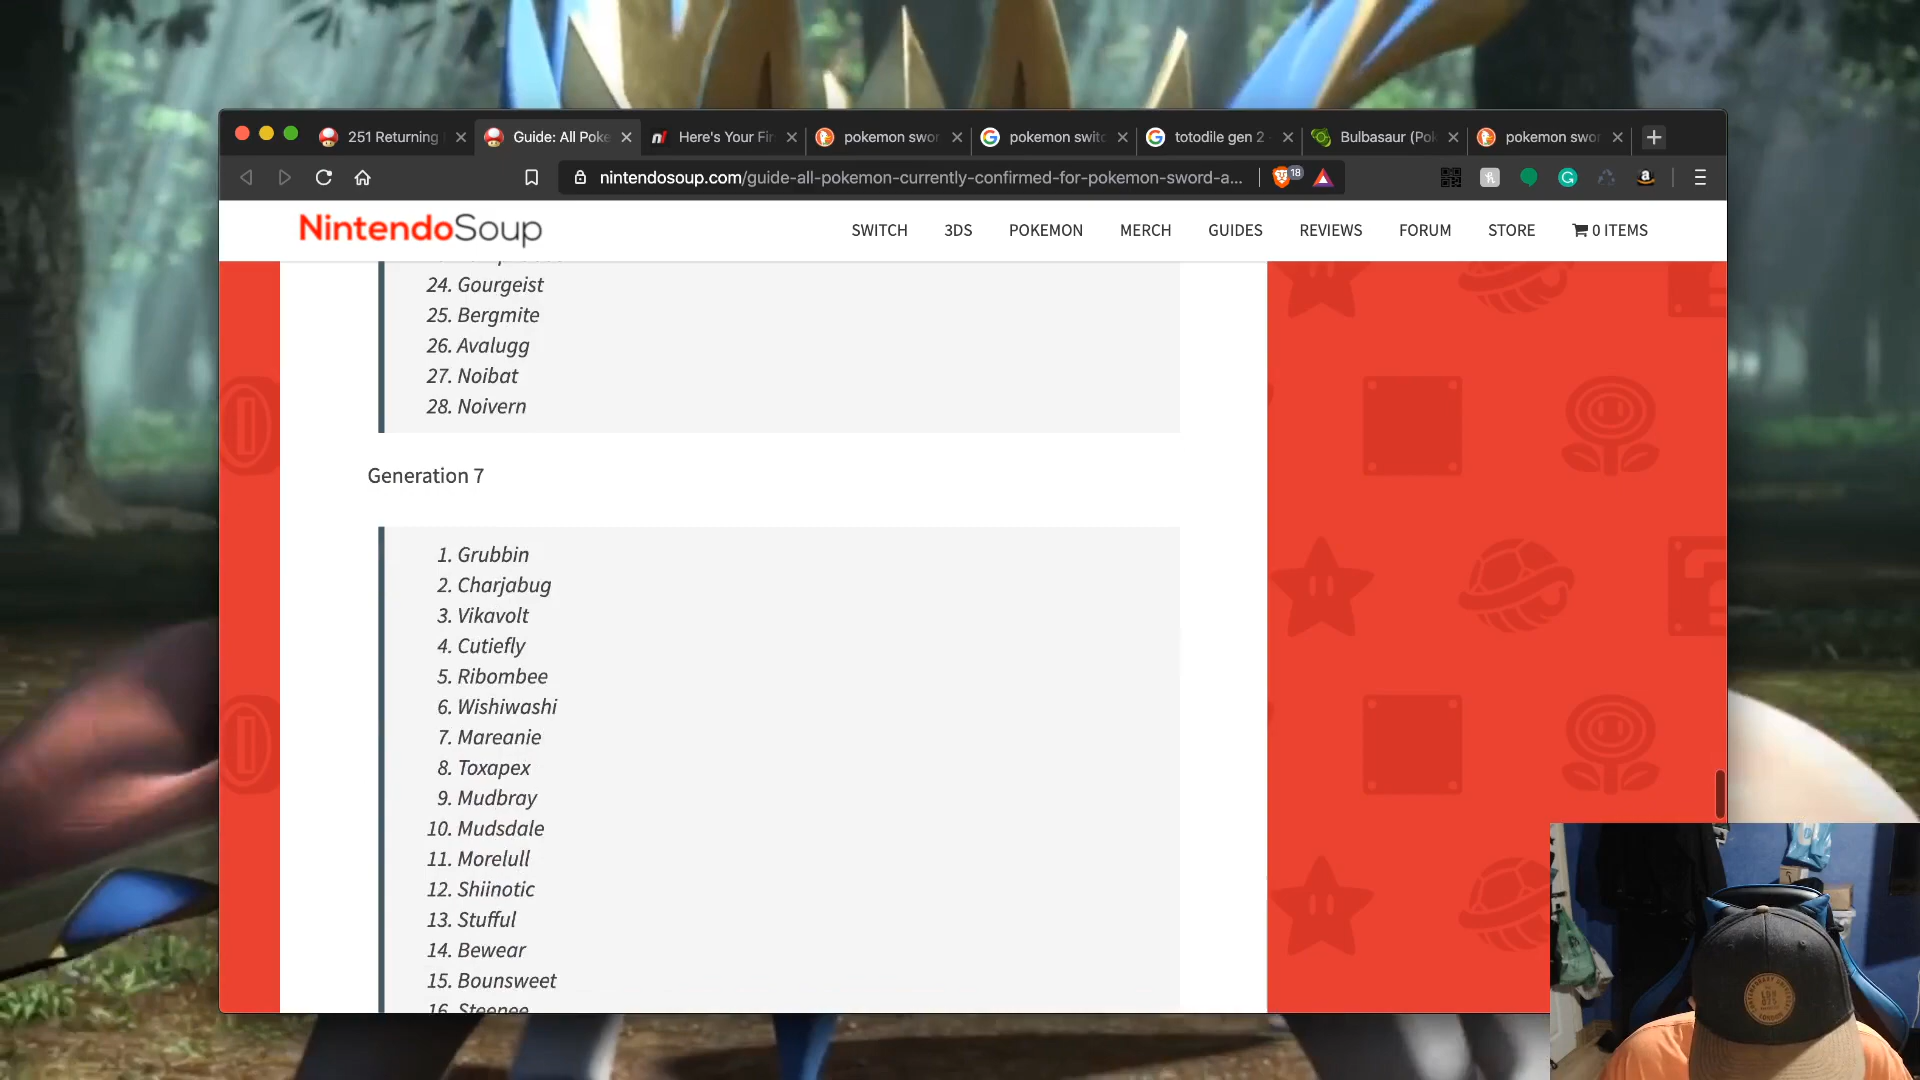 251 Returning
Guide: All Poke
Here's Your Fir
pokemon swor
pokemon switc
totodile gen 2
Bulbasaur (Pok
pokemon swor
nintendosoup.com/guide-all-pokemon-currently-confirmed-for-pokemon-sword-a...
18
NintendoSoup
SWITCH 3DS POKEMON MERCH GUIDES REVIEWS FORUM STORE 0 ITEMS
24. Gourgeist
25. Bergmite
26. Avalugg
27. Noibat
28. Noivern
Generation 7
1. Grubbin
2. Charjabug
3. Vikavolt
4. Cutiefly
5. Ribombee
6. Wishiwashi
7. Mareanie
8. Toxapex
9. Mudbray
10. Mudsdale
11. Morelull
12. Shiinotic
13. Stufful
14. Bewear
15. Bounsweet
16. Steenee